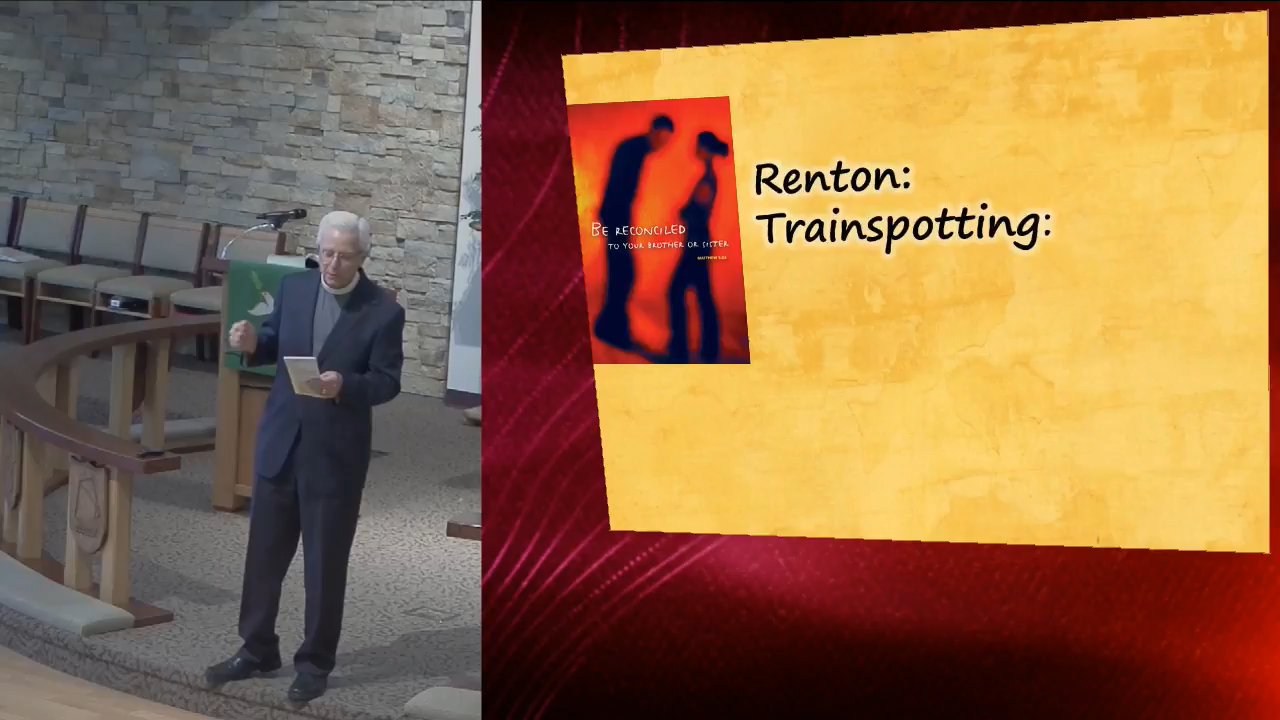 BE RECONCILED
TO YOUR BROTHER OR SISTER
Renton:
Trainspotting: